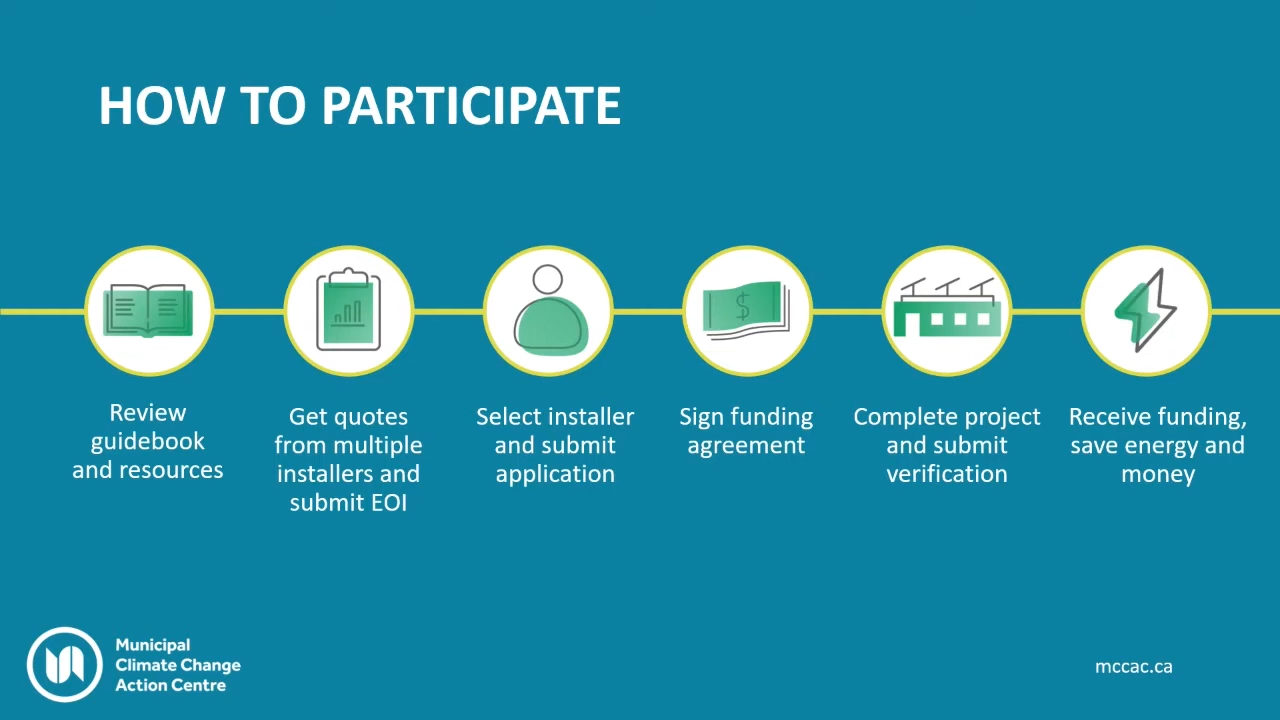 HOW TO PARTICIPATE
Review
guidebook
and resources
Get quotes
from multiple
installers and
submit EOI
Select installer
and submit
application
$
Sign funding
agreement
Complete project
and submit
verification
Receive funding,
save energy and
money
Municipal
Climate Change
Action Centre
mccac.ca